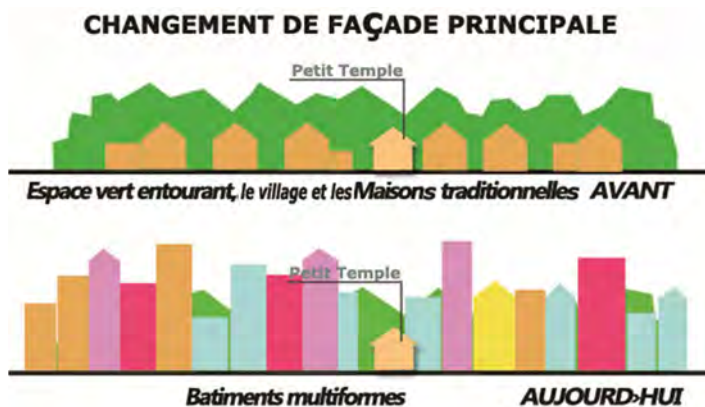 CHANGEMENT DE FAÇADE PRINCIPALE
Petit Temple
Espace vert entourant, le village et les Maisons traditionnelles AVANT
Petit Temple
Batiments multiformes AUJOURD>HUI